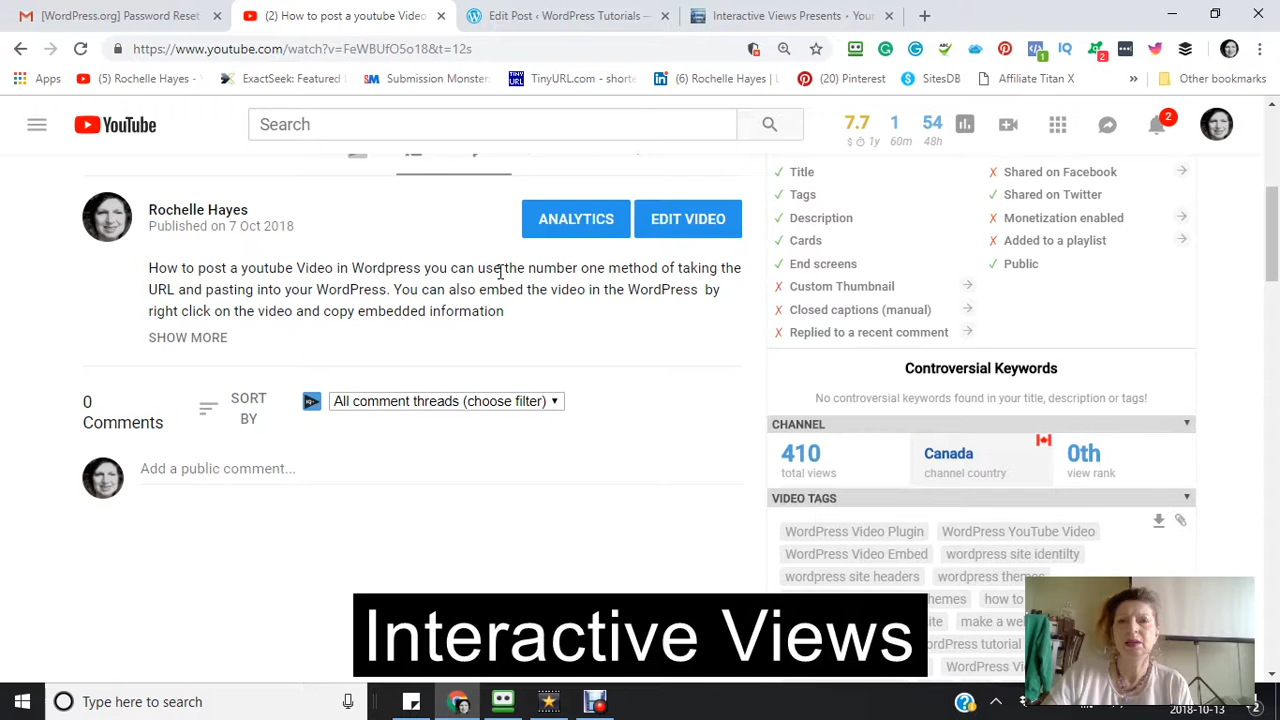 [WordPress.org] Password Reset
(2) How to post a youtube Video
Edit Post ‹ WordPress Tutorials —
Interactive Views Presents - Your
https://www.youtube.com/watch?v=FeWBUfO5o18&t=12s
Apps
(5) Rochelle Hayes -
ExactSeek: Featured
Submission Monster
TinyURL.com - shorte
(6) Rochelle Hayes | L
(20) Pinterest
SitesDB
Affiliate Titan X
»
Other bookmarks
YouTube
Search
7.7 1 54
1y 60m 48h
2
Rochelle Hayes
Published on 7 Oct 2018
ANALYTICS
EDIT VIDEO
How to post a youtube Video in Wordpress you can use the number one method of taking the
URL and pasting into your WordPress. You can also embed the video in the WordPress by
right click on the video and copy embedded information
SHOW MORE
0
Comments
SORT
BY
All comment threads (choose filter)
Add a public comment...
Title
Tags
Description
Cards
End screens
Custom Thumbnail
Closed captions (manual)
Replied to a recent comment
Shared on Facebook
Shared on Twitter
Monetization enabled
Added to a playlist
Public
Controversial Keywords
No controversial keywords found in your title, description or tags!
CHANNEL
410
total views
Canada
channel country
0th
view rank
VIDEO TAGS
WordPress Video Plugin
WordPress YouTube Video
WordPress Video Embed
wordpress site identilty
wordpress site headers
wordpress themes
Interactive Views
Type here to search
2018-10-13